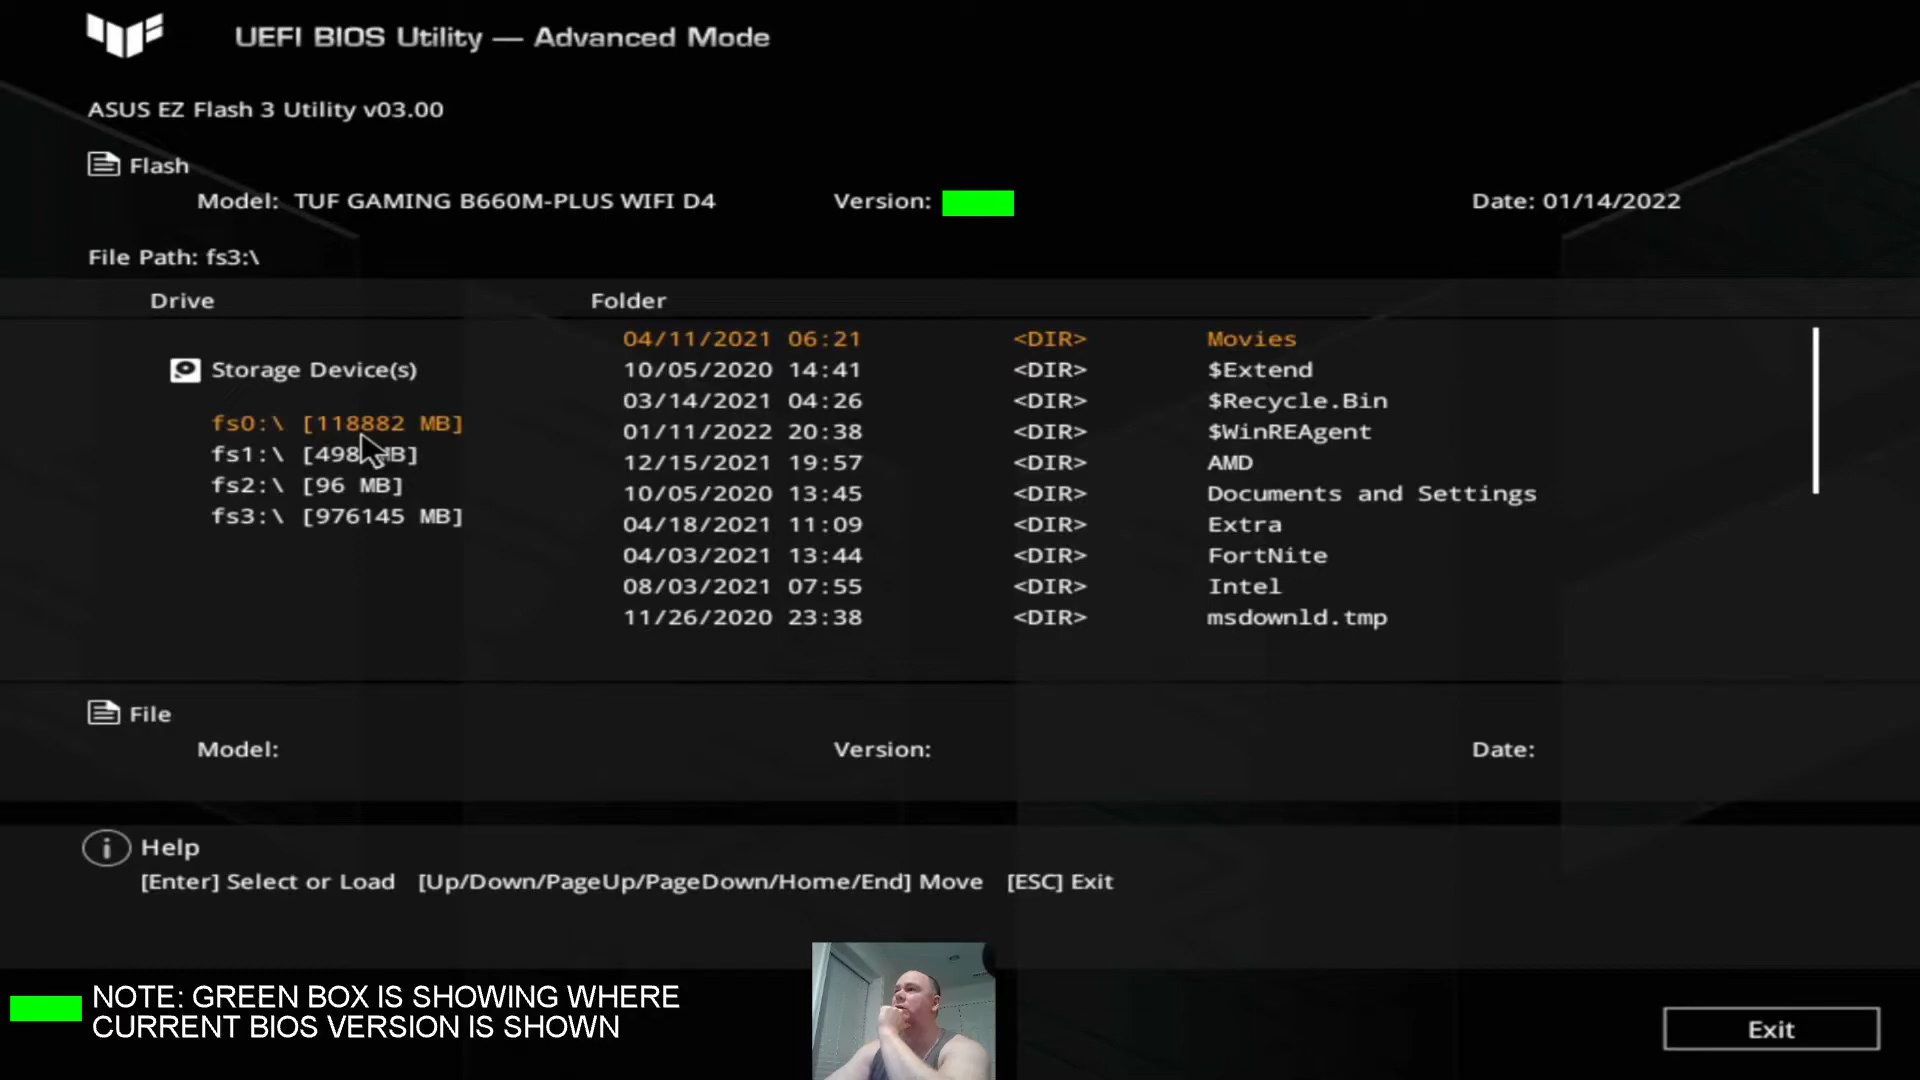 UEFI BIOS Utility — Advanced Mode
ASUS EZ Flash 3 Utility v03.00
Flash
Model: TUF GAMING B660M-PLUS WIFI D4 Version: Date: 01/14/2022
File Path: fs3:\
Drive Folder
Storage Device(s)
fs0:\ [118882 MB]
fs1:\ [498 MB]
fs2:\ [96 MB]
fs3:\ [976145 MB]
04/11/2021 06:21 <DIR> Movies
10/05/2020 14:41 <DIR> $Extend
03/14/2021 04:26 <DIR> $Recycle.Bin
01/11/2022 20:38 <DIR> $WinREAgent
12/15/2021 19:57 <DIR> AMD
10/05/2020 13:45 <DIR> Documents and Settings
04/18/2021 11:09 <DIR> Extra
04/03/2021 13:44 <DIR> FortNite
08/03/2021 07:55 <DIR> Intel
11/26/2020 23:38 <DIR> msdownld.tmp
File
Model: Version: Date:
Help
[Enter] Select or Load [Up/Down/PageUp/PageDown/Home/End] Move [ESC] Exit
NOTE: GREEN BOX IS SHOWING WHERE
CURRENT BIOS VERSION IS SHOWN
Exit